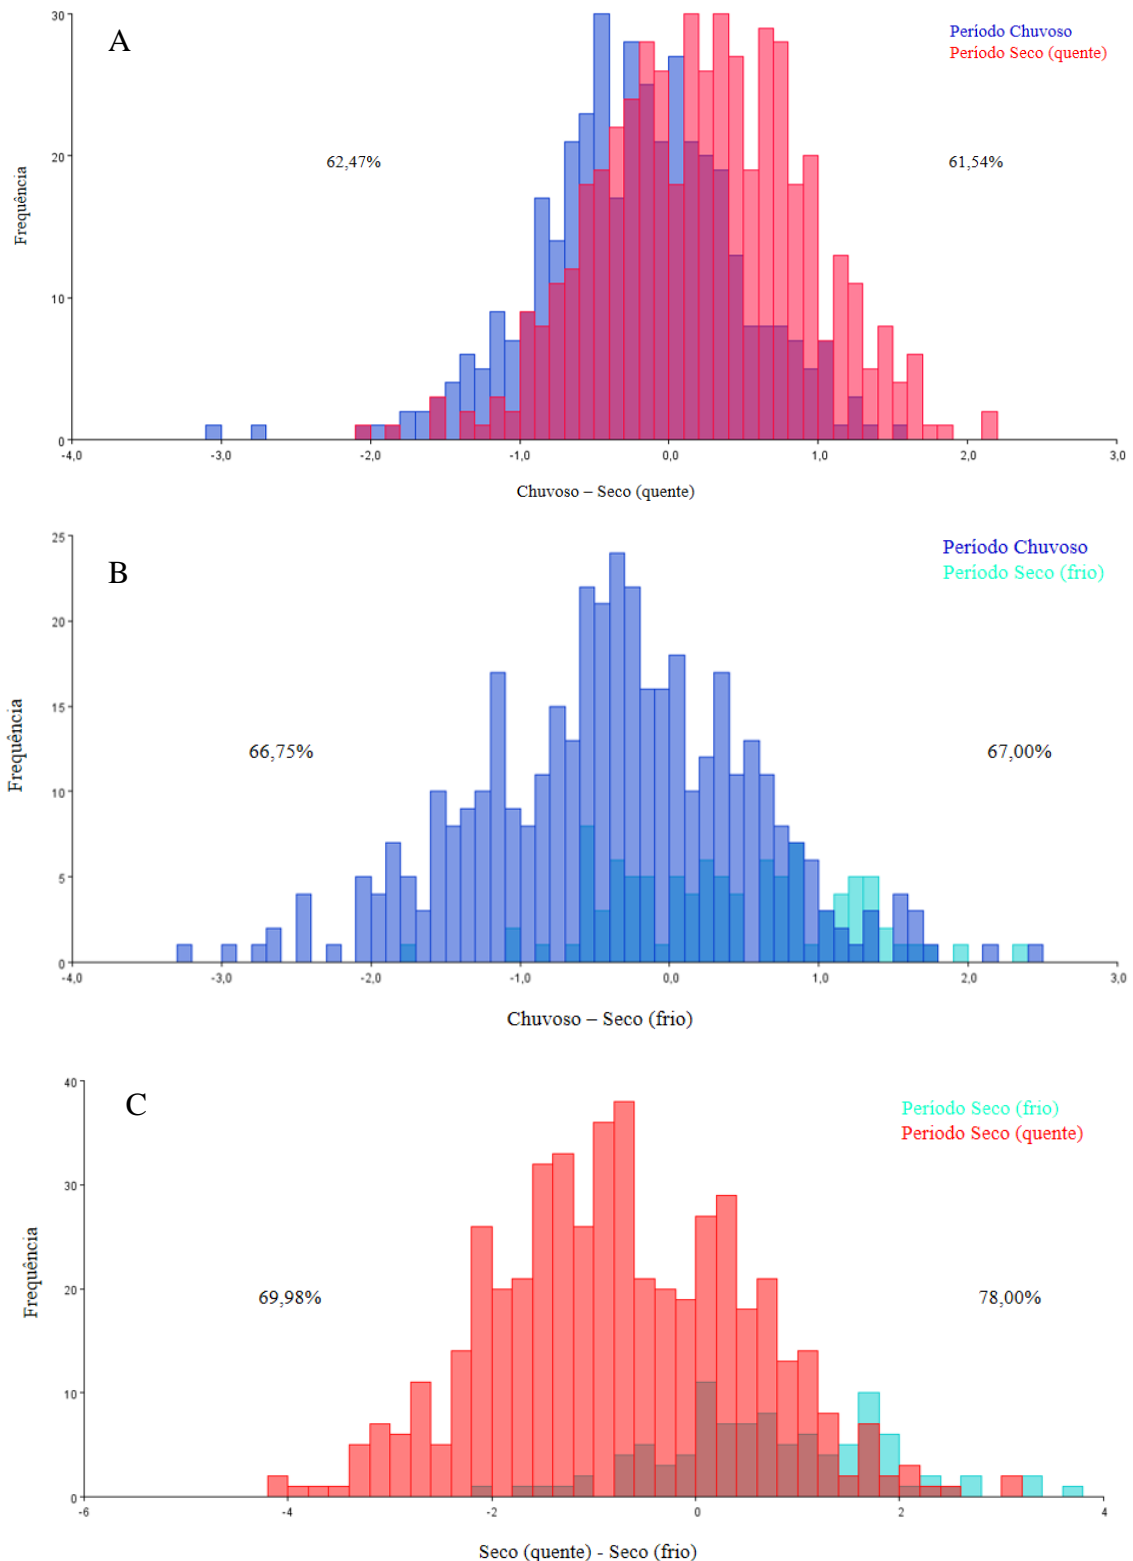 A
Período Chuvoso
Período Seco (quente)
Frequência
62,47%
61,54%
30
20
10
0
-4,0 -3,0 -2,0 -1,0 0,0 1,0 2,0 3,0
Chuvoso – Seco (quente)
B
Período Chuvoso
Período Seco (frio)
Frequência
66,75%
67,00%
25
20
15
10
5
0
-4,0 -3,0 -2,0 -1,0 0,0 1,0 2,0 3,0
Chuvoso – Seco (frio)
C
Período Seco (frio)
Periodo Seco (quente)
Frequência
69,98%
78,00%
40
30
20
10
0
-6 -4 -2 0 2 4
Seco (quente) - Seco (frio)